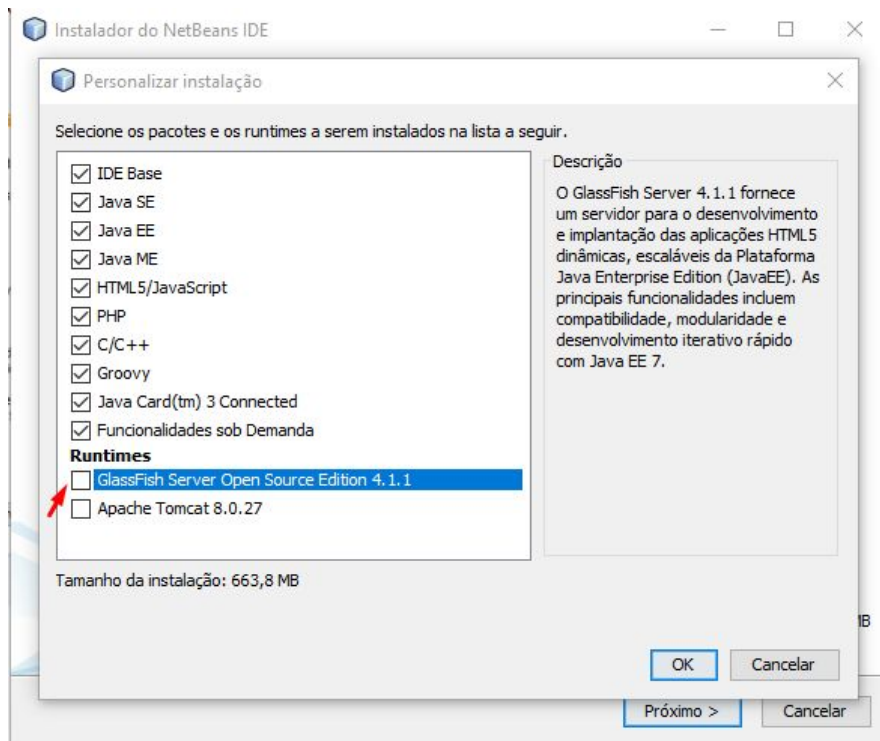 Instalador do NetBeans IDE
Personalizar instalação
Selecione os pacotes e os runtimes a serem instalados na lista a seguir.
IDE Base
Java SE
Java EE
Java ME
HTML5/JavaScript
PHP
C/C++
Groovy
Java Card(tm) 3 Connected
Funcionalidades sob Demanda
Runtimes
GlassFish Server Open Source Edition 4.1.1
Apache Tomcat 8.0.27
Descrição
O GlassFish Server 4.1.1 fornece
um servidor para o desenvolvimento
e implantação das aplicações HTML5
dinâmicas, escaláveis da Plataforma
Java Enterprise Edition (JavaEE). As
principais funcionalidades incluem
compatibilidade, modularidade e
desenvolvimento iterativo rápido
com Java EE 7.
Tamanho da instalação: 663,8 MB
OK
Cancelar
Próximo >
Cancelar